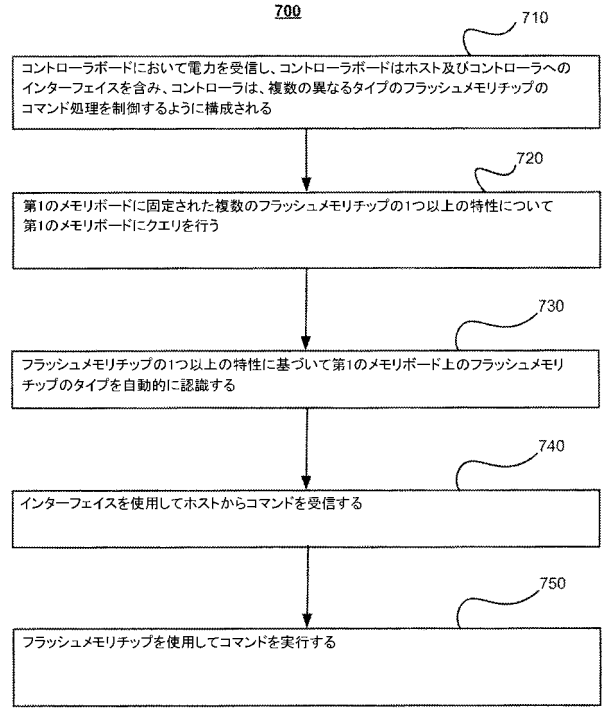 700
710
コントローラボードにおいて電力を受信し、コントローラボードはホスト及びコントローラへの
インターフェイスを含み、コントローラは、複数の異なるタイプのフラッシュメモリチップの
コマンド処理を制御するように構成される
720
第1のメモリボードに固定された複数のフラッシュメモリチップの1つ以上の特性について
第1のメモリボードにクエリを行う
730
フラッシュメモリチップの1つ以上の特性に基づいて第1のメモリボード上のフラッシュメモリ
チップのタイプを自動的に認識する
740
インターフェイスを使用してホストからコマンドを受信する
750
フラッシュメモリチップを使用してコマンドを実行する